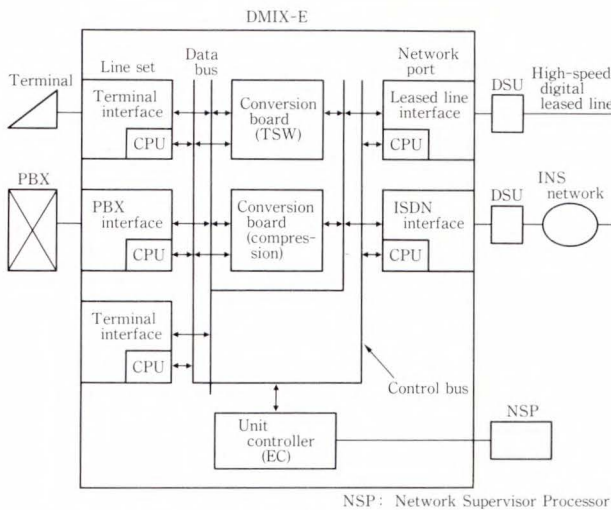 DMIX-E
Terminal
Line set
Data
bus
Network
port
DSU
High-speed
digital
leased line
Terminal
interface
CPU
Conversion
board
(TSW)
Leased line
interface
CPU
PBX
PBX
interface
CPU
Conversion
board
(compres-
sion)
ISDN
interface
CPU
DSU
INS
network
Terminal
interface
CPU
Control bus
Unit
controller
(EC)
NSP
NSP : Network Supervisor Processor